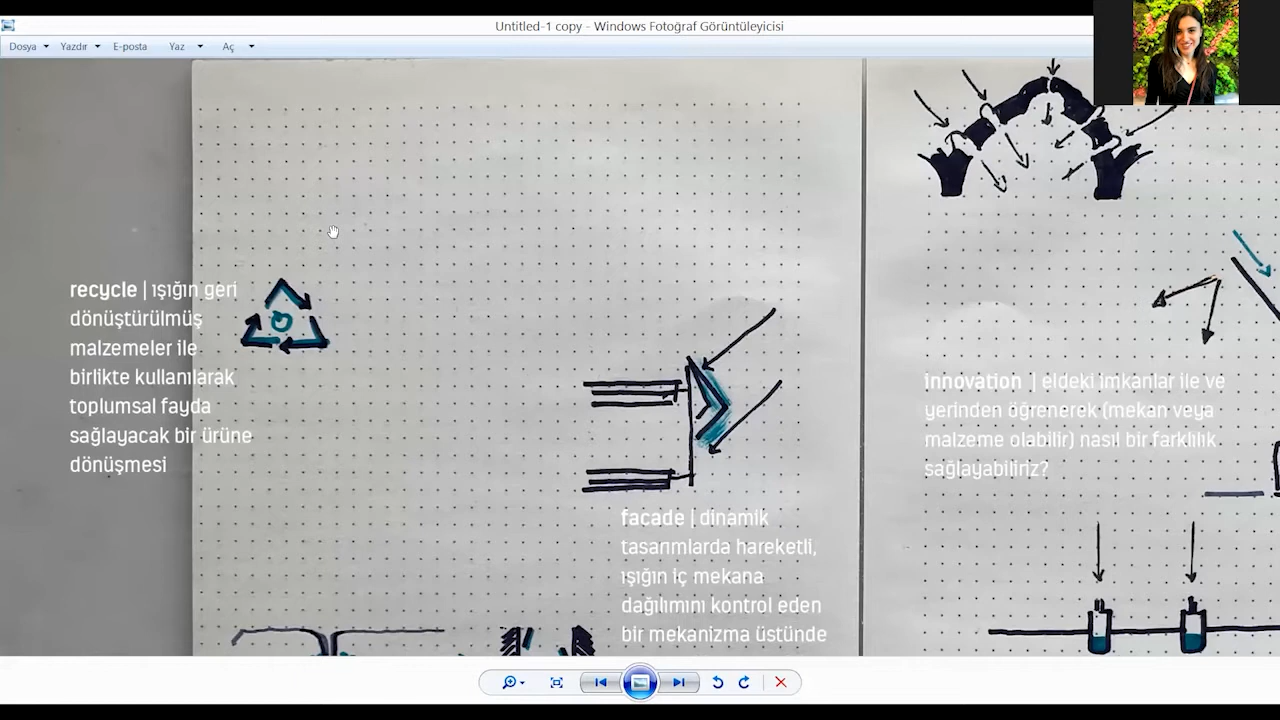 Untitled-1 copy - Windows Fotoğraf Görüntüleyicisi
Dosya Yazdır E-posta Yaz Aç
recycle | ışığın geri
dönüştürülmüş
malzemeler ile
birlikte kullanılarak
toplumsal fayda
sağlayacak bir ürüne
dönüşmesi
facade | dinamik
tasarımlarda hareketli,
ışığın iç mekana
dağılımını kontrol eden
bir mekanizma üstünde
innovation | eldeki imkanlar ile ve
yerinden öğrenerek (mekan veya
malzeme olabilir) nasıl bir farklılık
sağlayabiliriz?